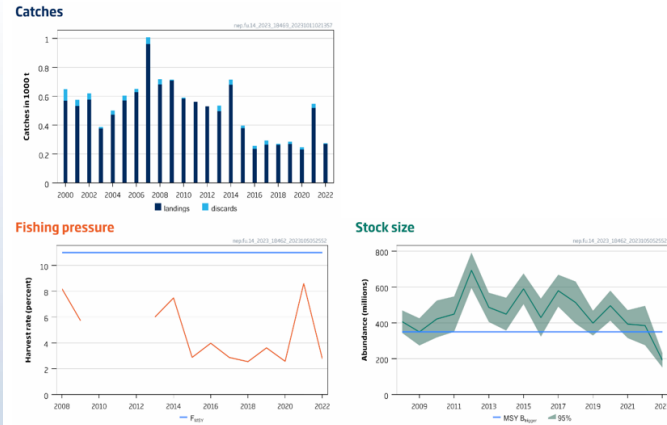 Catches
Catches in 1000 t
1
0.8
0.6
0.4
0.2
0
2000 2002 2004 2006 2008 2010 2012 2014 2016 2018 2020 2022
landings discards
Fishing pressure
Harvest rate (percent)
10
8
6
4
2
0
2008 2010 2012 2014 2016 2018 2020 2022
F MSY
Stock size
Abundance (millions)
800
600
400
200
0
2009 2011 2013 2015 2017 2019 2021
MSY B 95%